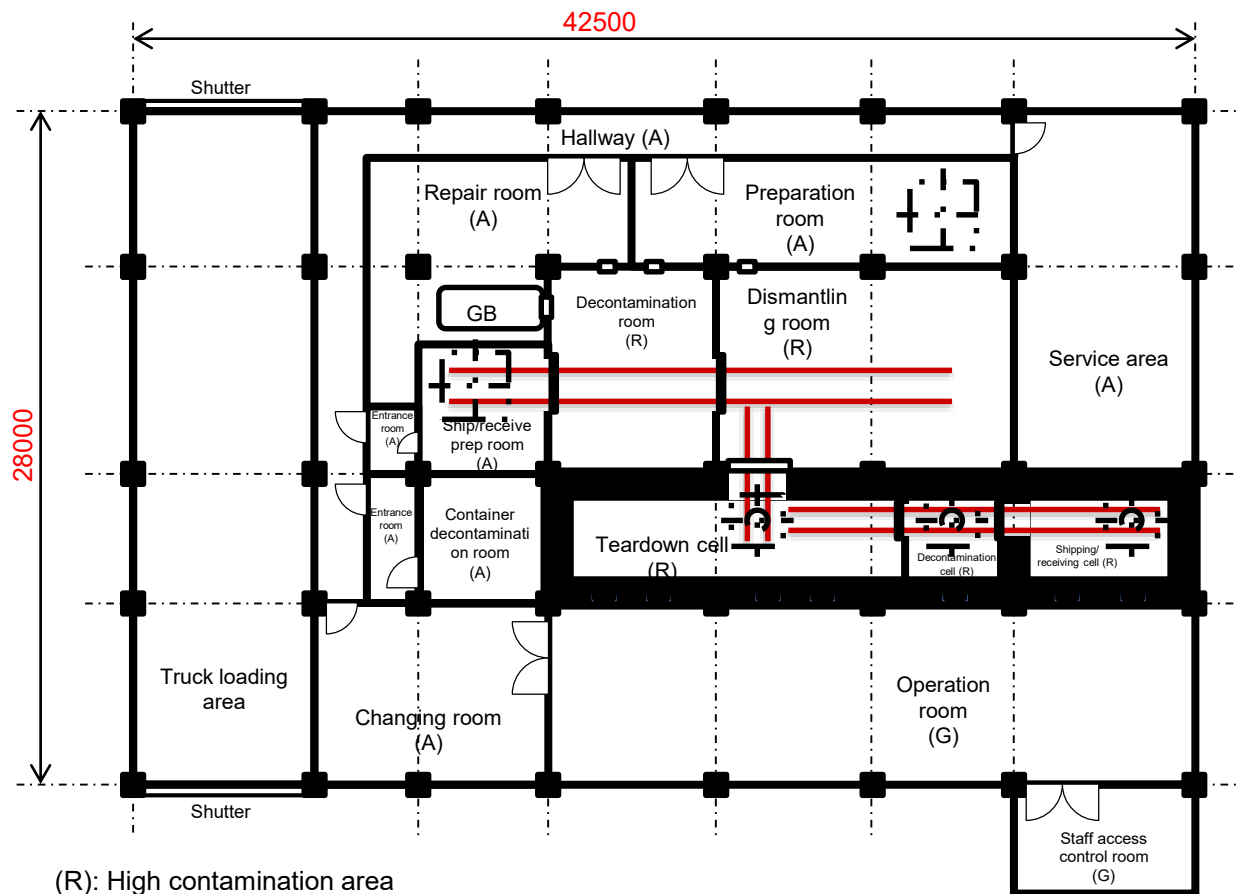 42500
Shutter
Hallway (A)
Repair room
(A)
Preparation
room
(A)
GB
Decontamination
room
(R)
Dismantlin
g room
(R)
Service area
(A)
28000
Entrance
room
(A)
Ship/receive
prep room
(A)
Entrance
room
(A)
Container
decontaminati
on room
(A)
Teardown cell
(R)
Decontamination
cell (R)
Shipping/
receiving cell (R)
Truck loading
area
Changing room
(A)
Operation
room
(G)
Shutter
Staff access
control room
(G)
(R): High contamination area